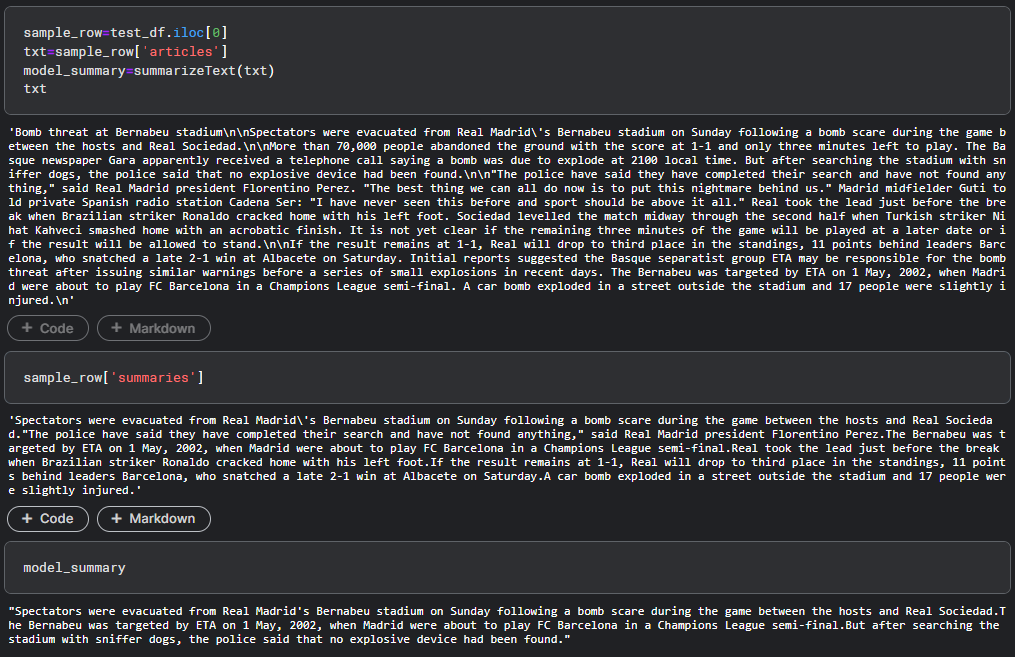 sample_row=test_df.iloc[0]
txt=sample_row['articles']
model_summary=summarizeText(txt)
txt
'Bomb threat at Bernabeu stadium\n\nSpectators were evacuated from Real Madrid\'s Bernabeu stadium on Sunday following a bomb scare during the game b
etween the hosts and Real Sociedad.\n\nMore than 70,000 people abandoned the ground with the score at 1-1 and only three minutes left to play. The Ba
sque newspaper Gara apparently received a telephone call saying a bomb was due to explode at 2100 local time. But after searching the stadium with sn
iffer dogs, the police said that no explosive device had been found.\n\n"The police have said they have completed their search and have not found any
thing," said Real Madrid president Florentino Perez. "The best thing we can all do now is to put this nightmare behind us." Madrid midfielder Guti to
ld private Spanish radio station Cadena Ser: "I have never seen this before and sport should be above it all." Real took the lead just before the bre
ak when Brazilian striker Ronaldo cracked home with his left foot. Sociedad levelled the match midway through the second half when Turkish striker Ni
hat Kahveci smashed home with an acrobatic finish. It is not yet clear if the remaining three minutes of the game will be played at a later date or i
f the result will be allowed to stand.\n\nIf the result remains at 1-1, Real will drop to third place in the standings, 11 points behind leaders Barc
elona, who snatched a late 2-1 win at Albacete on Saturday. Initial reports suggested the Basque separatist group ETA may be responsible for the bomb
threat after issuing similar warnings before a series of small explosions in recent days. The Bernabeu was targeted by ETA on 1 May, 2002, when Madri
d were about to play FC Barcelona in a Champions League semi-final. A car bomb exploded in a street outside the stadium and 17 people were slightly i
njured.\n'
+ Code + Markdown
sample_row['summaries']
'Spectators were evacuated from Real Madrid\'s Bernabeu stadium on Sunday following a bomb scare during the game between the hosts and Real Socieda
d."The police have said they have completed their search and have not found anything," said Real Madrid president Florentino Perez.The Bernabeu was t
argeted by ETA on 1 May, 2002, when Madrid were about to play FC Barcelona in a Champions League semi-final.Real took the lead just before the break
when Brazilian striker Ronaldo cracked home with his left foot.If the result remains at 1-1, Real will drop to third place in the standings, 11 point
s behind leaders Barcelona, who snatched a late 2-1 win at Albacete on Saturday.A car bomb exploded in a street outside the stadium and 17 people wer
e slightly injured.'
+ Code + Markdown
model_summary
"Spectators were evacuated from Real Madrid's Bernabeu stadium on Sunday following a bomb scare during the game between the hosts and Real Sociedad.T
he Bernabeu was targeted by ETA on 1 May, 2002, when Madrid were about to play FC Barcelona in a Champions League semi-final.But after searching the
stadium with sniffer dogs, the police said that no explosive device had been found."